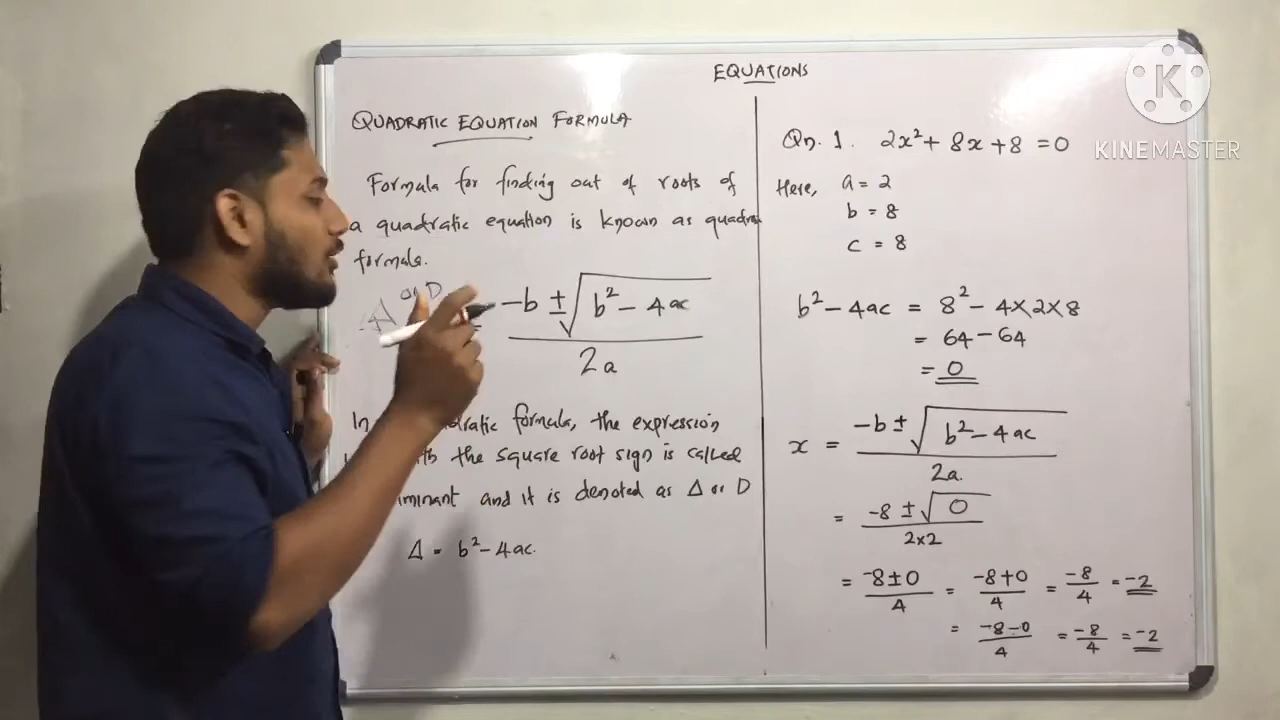 EQUATIONS
QUADRATIC EQUATION FORMULA
Formula for finding out of roots of
a quadratic equation is known as
formula.
or D
-b ± √b² - 4ac
2a
In formula, the expression
the square root sign is called
and it is denoted as Δ or D
Δ = b² - 4ac.
Qn. 1. 2x² + 8x + 8 = 0
Here, a = 2
b = 8
c = 8
b² - 4ac = 8² - 4×2×8
= 64 - 64
= 0
x = -b ± √b² - 4ac
2a.
= -8 ± √0
2×2
= -8±0 = -8+0 = -8 = -2
4 4 4
= -8-0 = -8 = -2
4 4
K
KINEMASTER